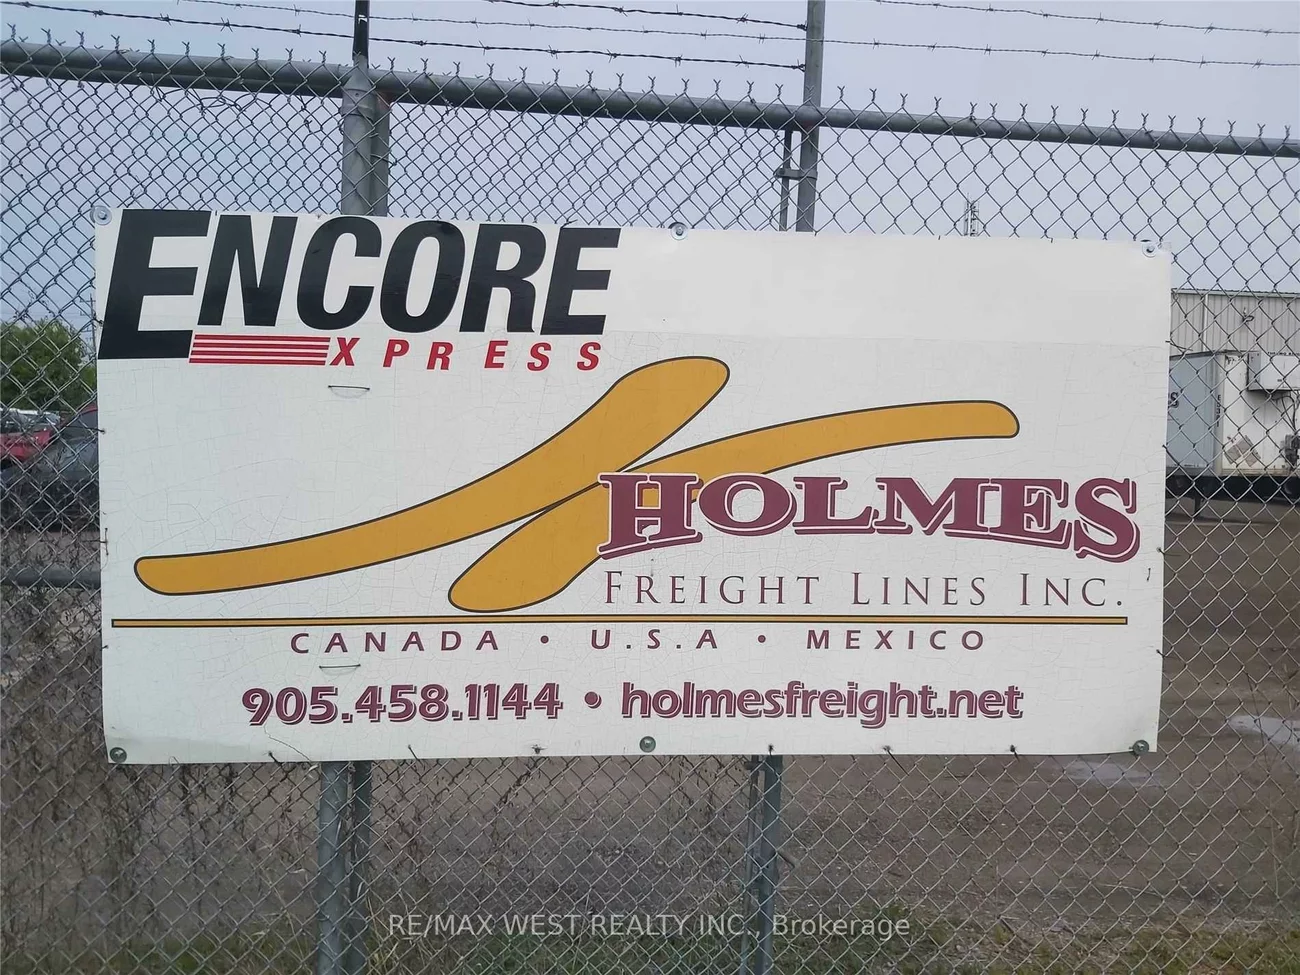 ENCORE
XPRESS
HOLMES
FREIGHT LINES INC.
CANADA • U.S.A • MEXICO
905.458.1144 • holmesfreight.net
RE/MAX WEST REALTY INC., Brokerage